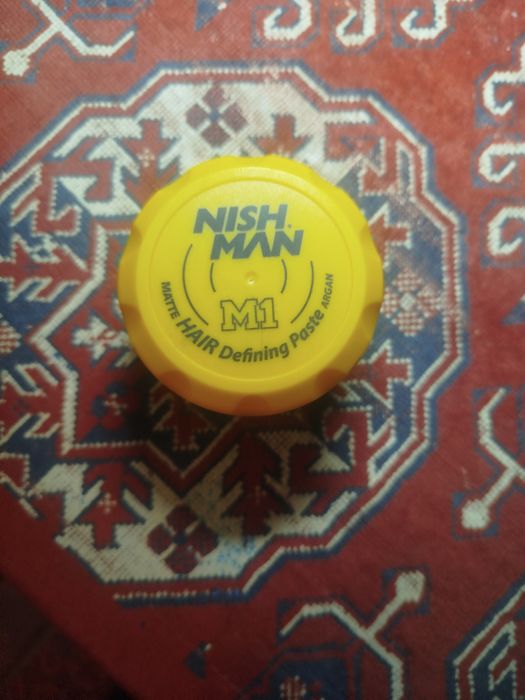 NISH
MAN
M1
MATTE HAIR Defining Paste ARGAN